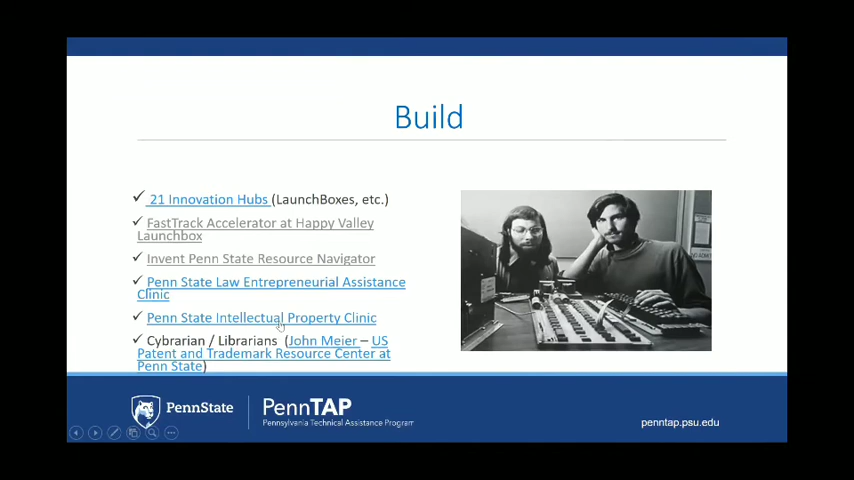 Build
✓ 21 Innovation Hubs (LaunchBoxes, etc.)
✓ FastTrack Accelerator at Happy Valley
Launchbox
✓ Invent Penn State Resource Navigator
✓ Penn State Law Entrepreneurial Assistance
Clinic
✓ Penn State Intellectual Property Clinic
✓ Cybrarian / Librarians (John Meier – US
Patent and Trademark Resource Center at
Penn State)
PennState
PennTAP
Pennsylvania Technical Assistance Program
penntap.psu.edu